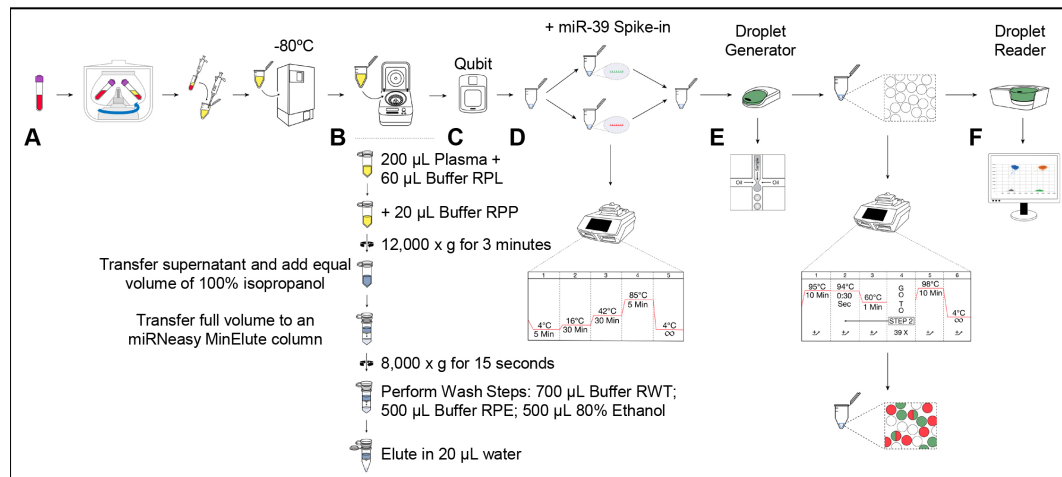 + miR-39 Spike-in
Droplet
Generator
Droplet
Reader
-80ºC
Qubit
A
B
C
D
E
F
200 µL Plasma +
60 µL Buffer RPL
+ 20 µL Buffer RPP
12,000 x g for 3 minutes
Transfer supernatant and add equal
volume of 100% isopropanol
Transfer full volume to an
miRNeasy MinElute column
8,000 x g for 15 seconds
Perform Wash Steps: 700 µL Buffer RWT;
500 µL Buffer RPE; 500 µL 80% Ethanol
Elute in 20 µL water
1 2 3 4 5
4°C
5 Min
16°C
30 Min
42°C
30 Min
85°C
5 Min
4°C
∞
Oil
Oil
1 2 3 4 5 6
95°C
10 Min
94°C
0:30
Sec
60°C
1 Min
G
O
T
O
STEP 2
39 X
98°C
10 Min
4°C
∞